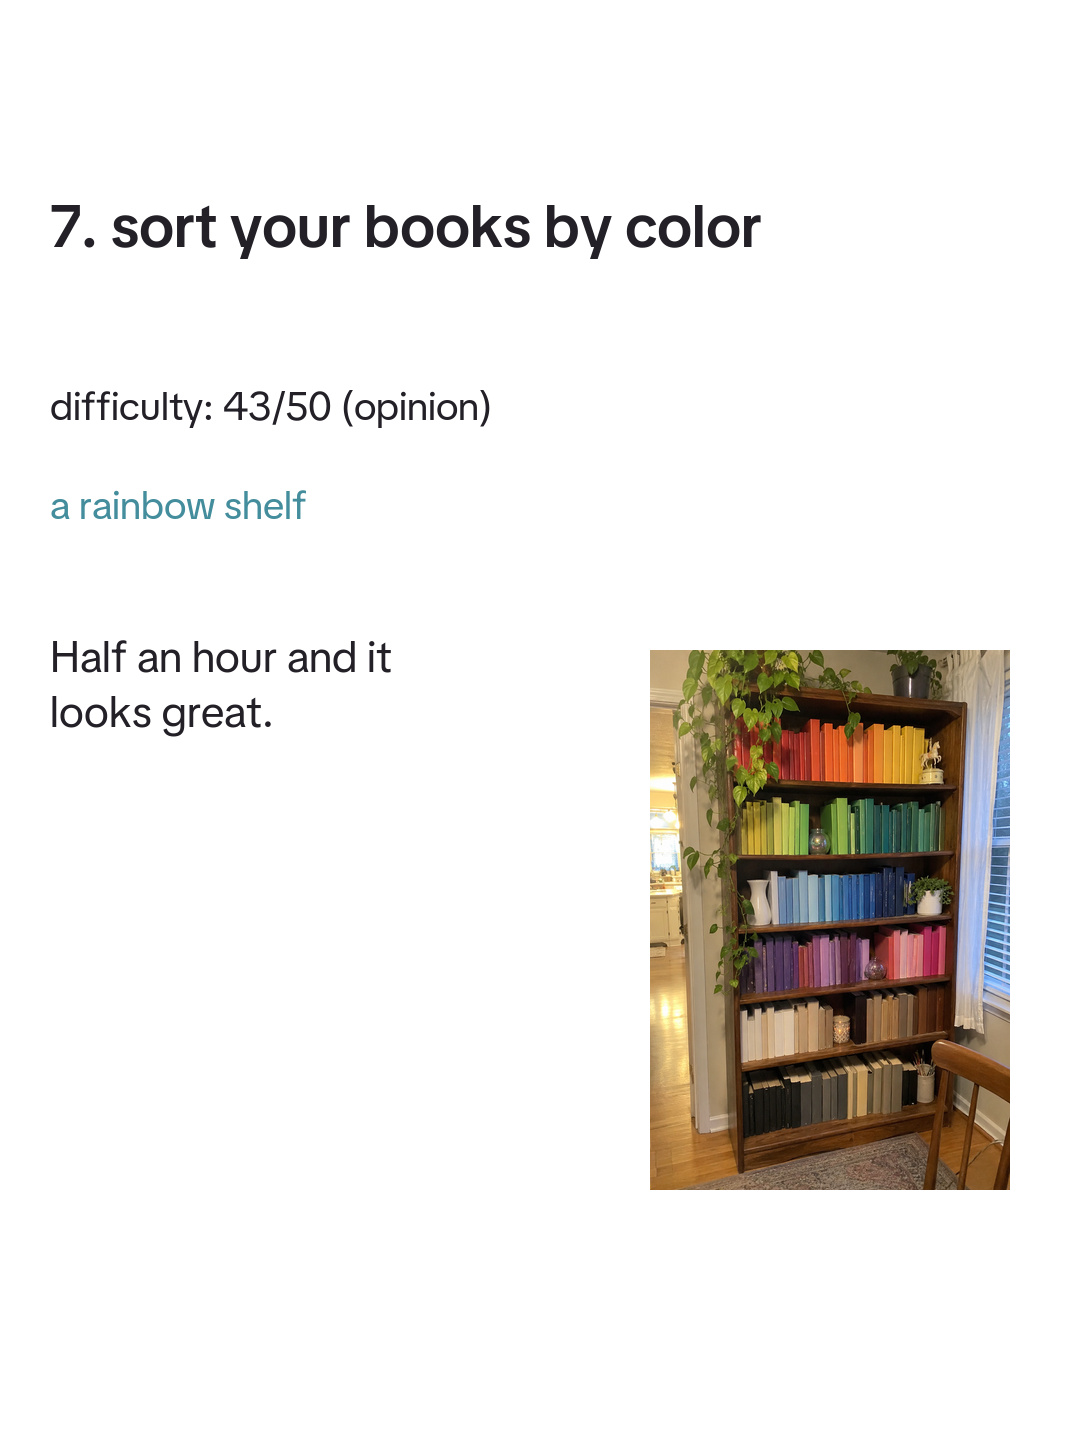 7. sort your books by color
difficulty: 43/50 (opinion)
a rainbow shelf
Half an hour and it
looks great.